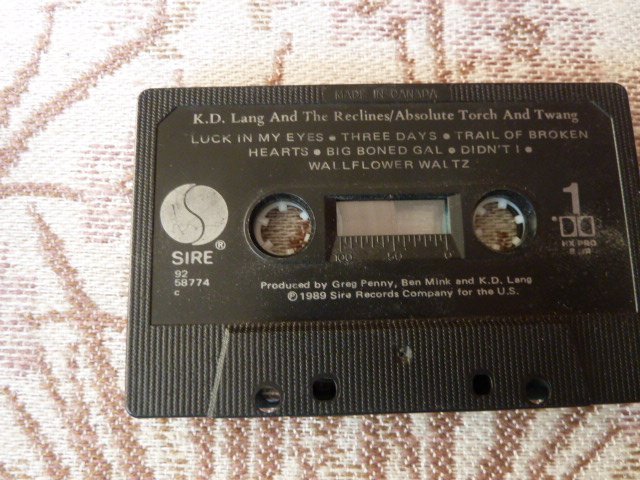 MADE IN CANADA
K.D. Lang And The Reclines/Absolute Torch And Twang
LUCK IN MY EYES • THREE DAYS • TRAIL OF BROKEN
HEARTS • BIG BONED GAL • DIDN'T I •
WALLFLOWER WALTZ
1
SIRE ®
HX PRO
92
58774
c
100 50 0
Produced by Greg Penny, Ben Mink and K.D. Lang
℗ 1989 Sire Records Company for the U.S.